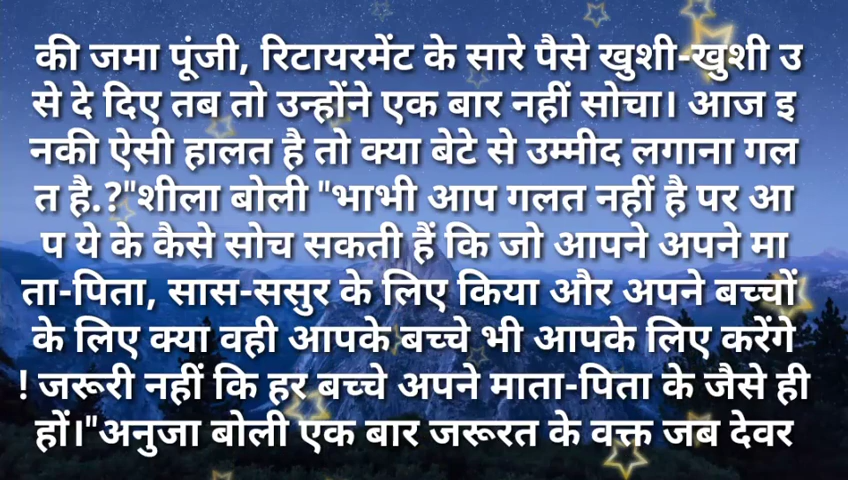 की जमा पूंजी, रिटायरमेंट के सारे पैसे खुशी-खुशी उ
से दे दिए तब तो उन्होंने एक बार नहीं सोचा। आज इ
नकी ऐसी हालत है तो क्या बेटे से उम्मीद लगाना गल
त है.?"शीला बोली "भाभी आप गलत नहीं है पर आ
प ये के कैसे सोच सकती हैं कि जो आपने अपने मा
ता-पिता, सास-ससुर के लिए किया और अपने बच्चों
के लिए क्या वही आपके बच्चे भी आपके लिए करेंगे
! जरूरी नहीं कि हर बच्चे अपने माता-पिता के जैसे ही
हों।"अनुजा बोली एक बार जरूरत के वक्त जब देवर